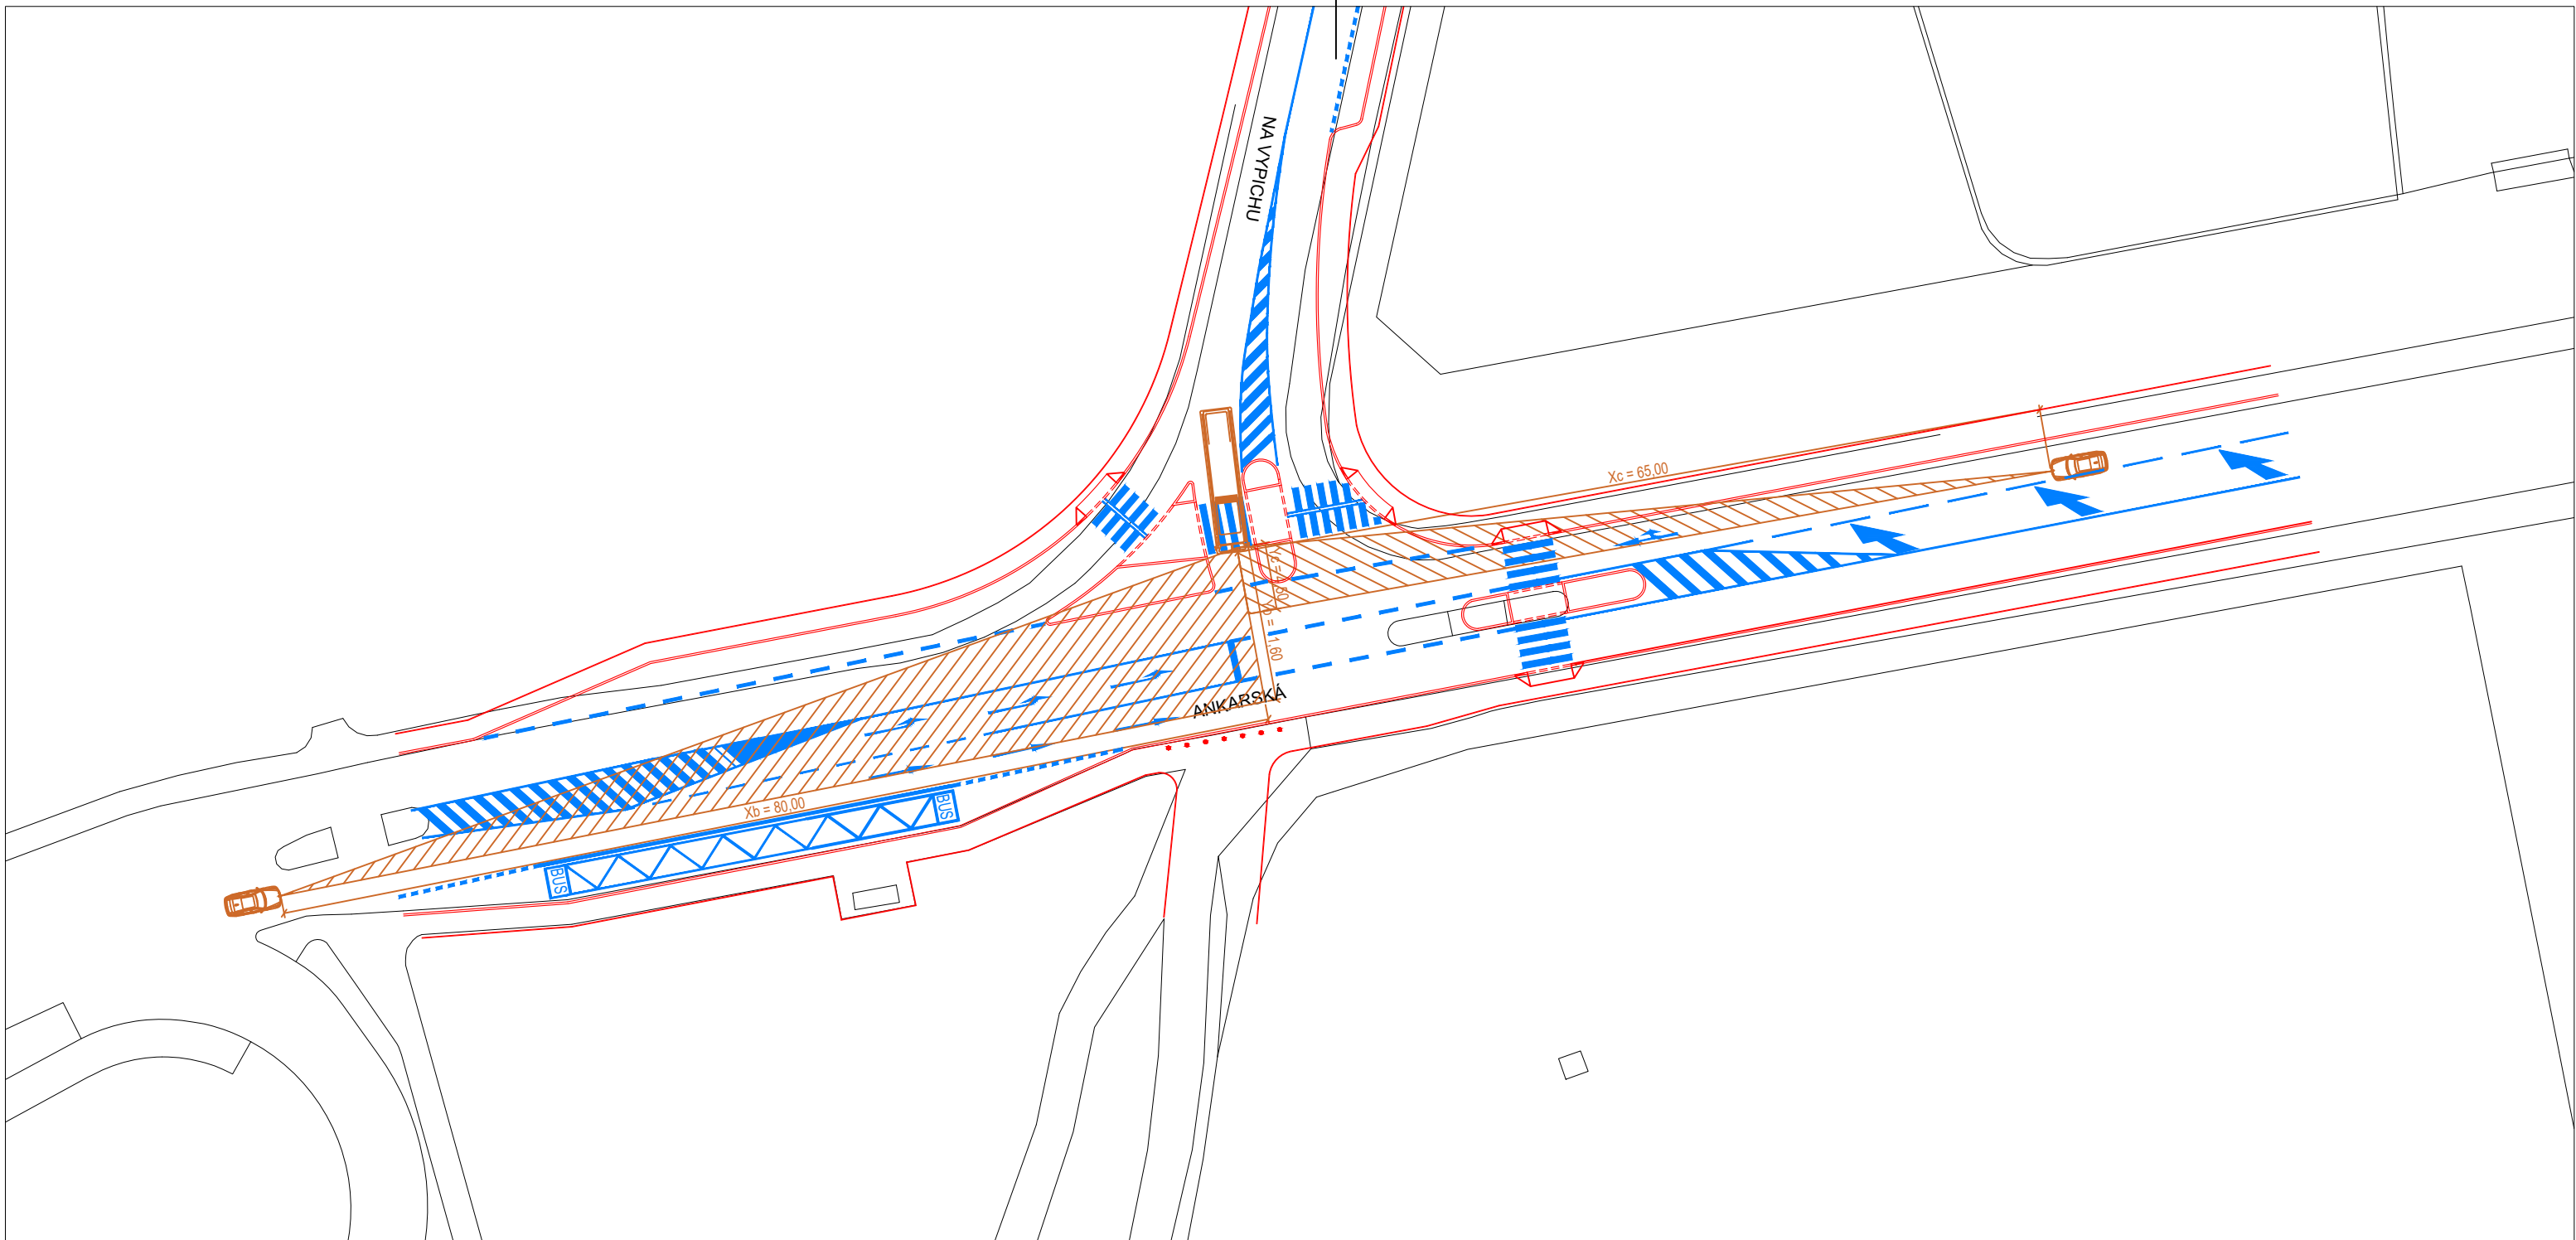 NA VYPICHU
Xc = 65,00
ANKARSKÁ
Xb = 80,00
BUS
BUS